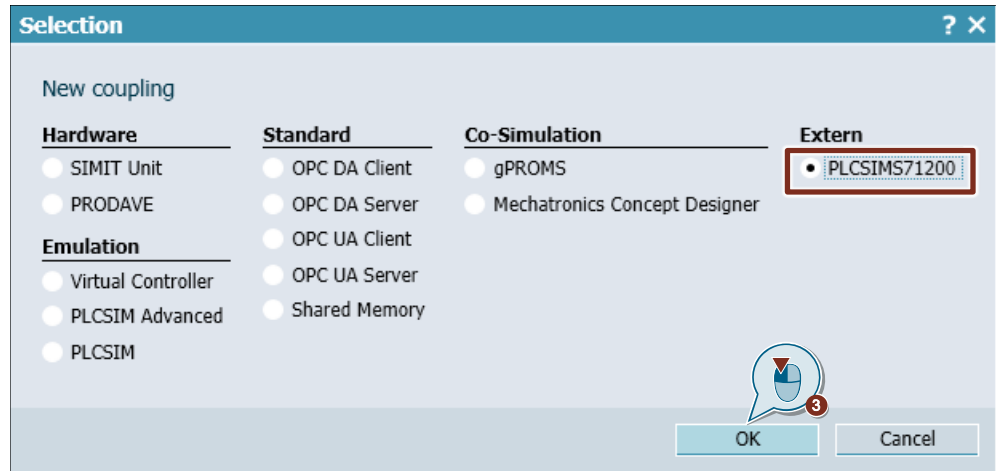 Selection
? ×
New coupling
Hardware
SIMIT Unit
PRODAVE
Emulation
Virtual Controller
PLCSIM Advanced
PLCSIM
Standard
OPC DA Client
OPC DA Server
OPC UA Client
OPC UA Server
Shared Memory
Co-Simulation
gPROMS
Mechatronics Concept Designer
Extern
PLCSIMS71200
3
OK
Cancel